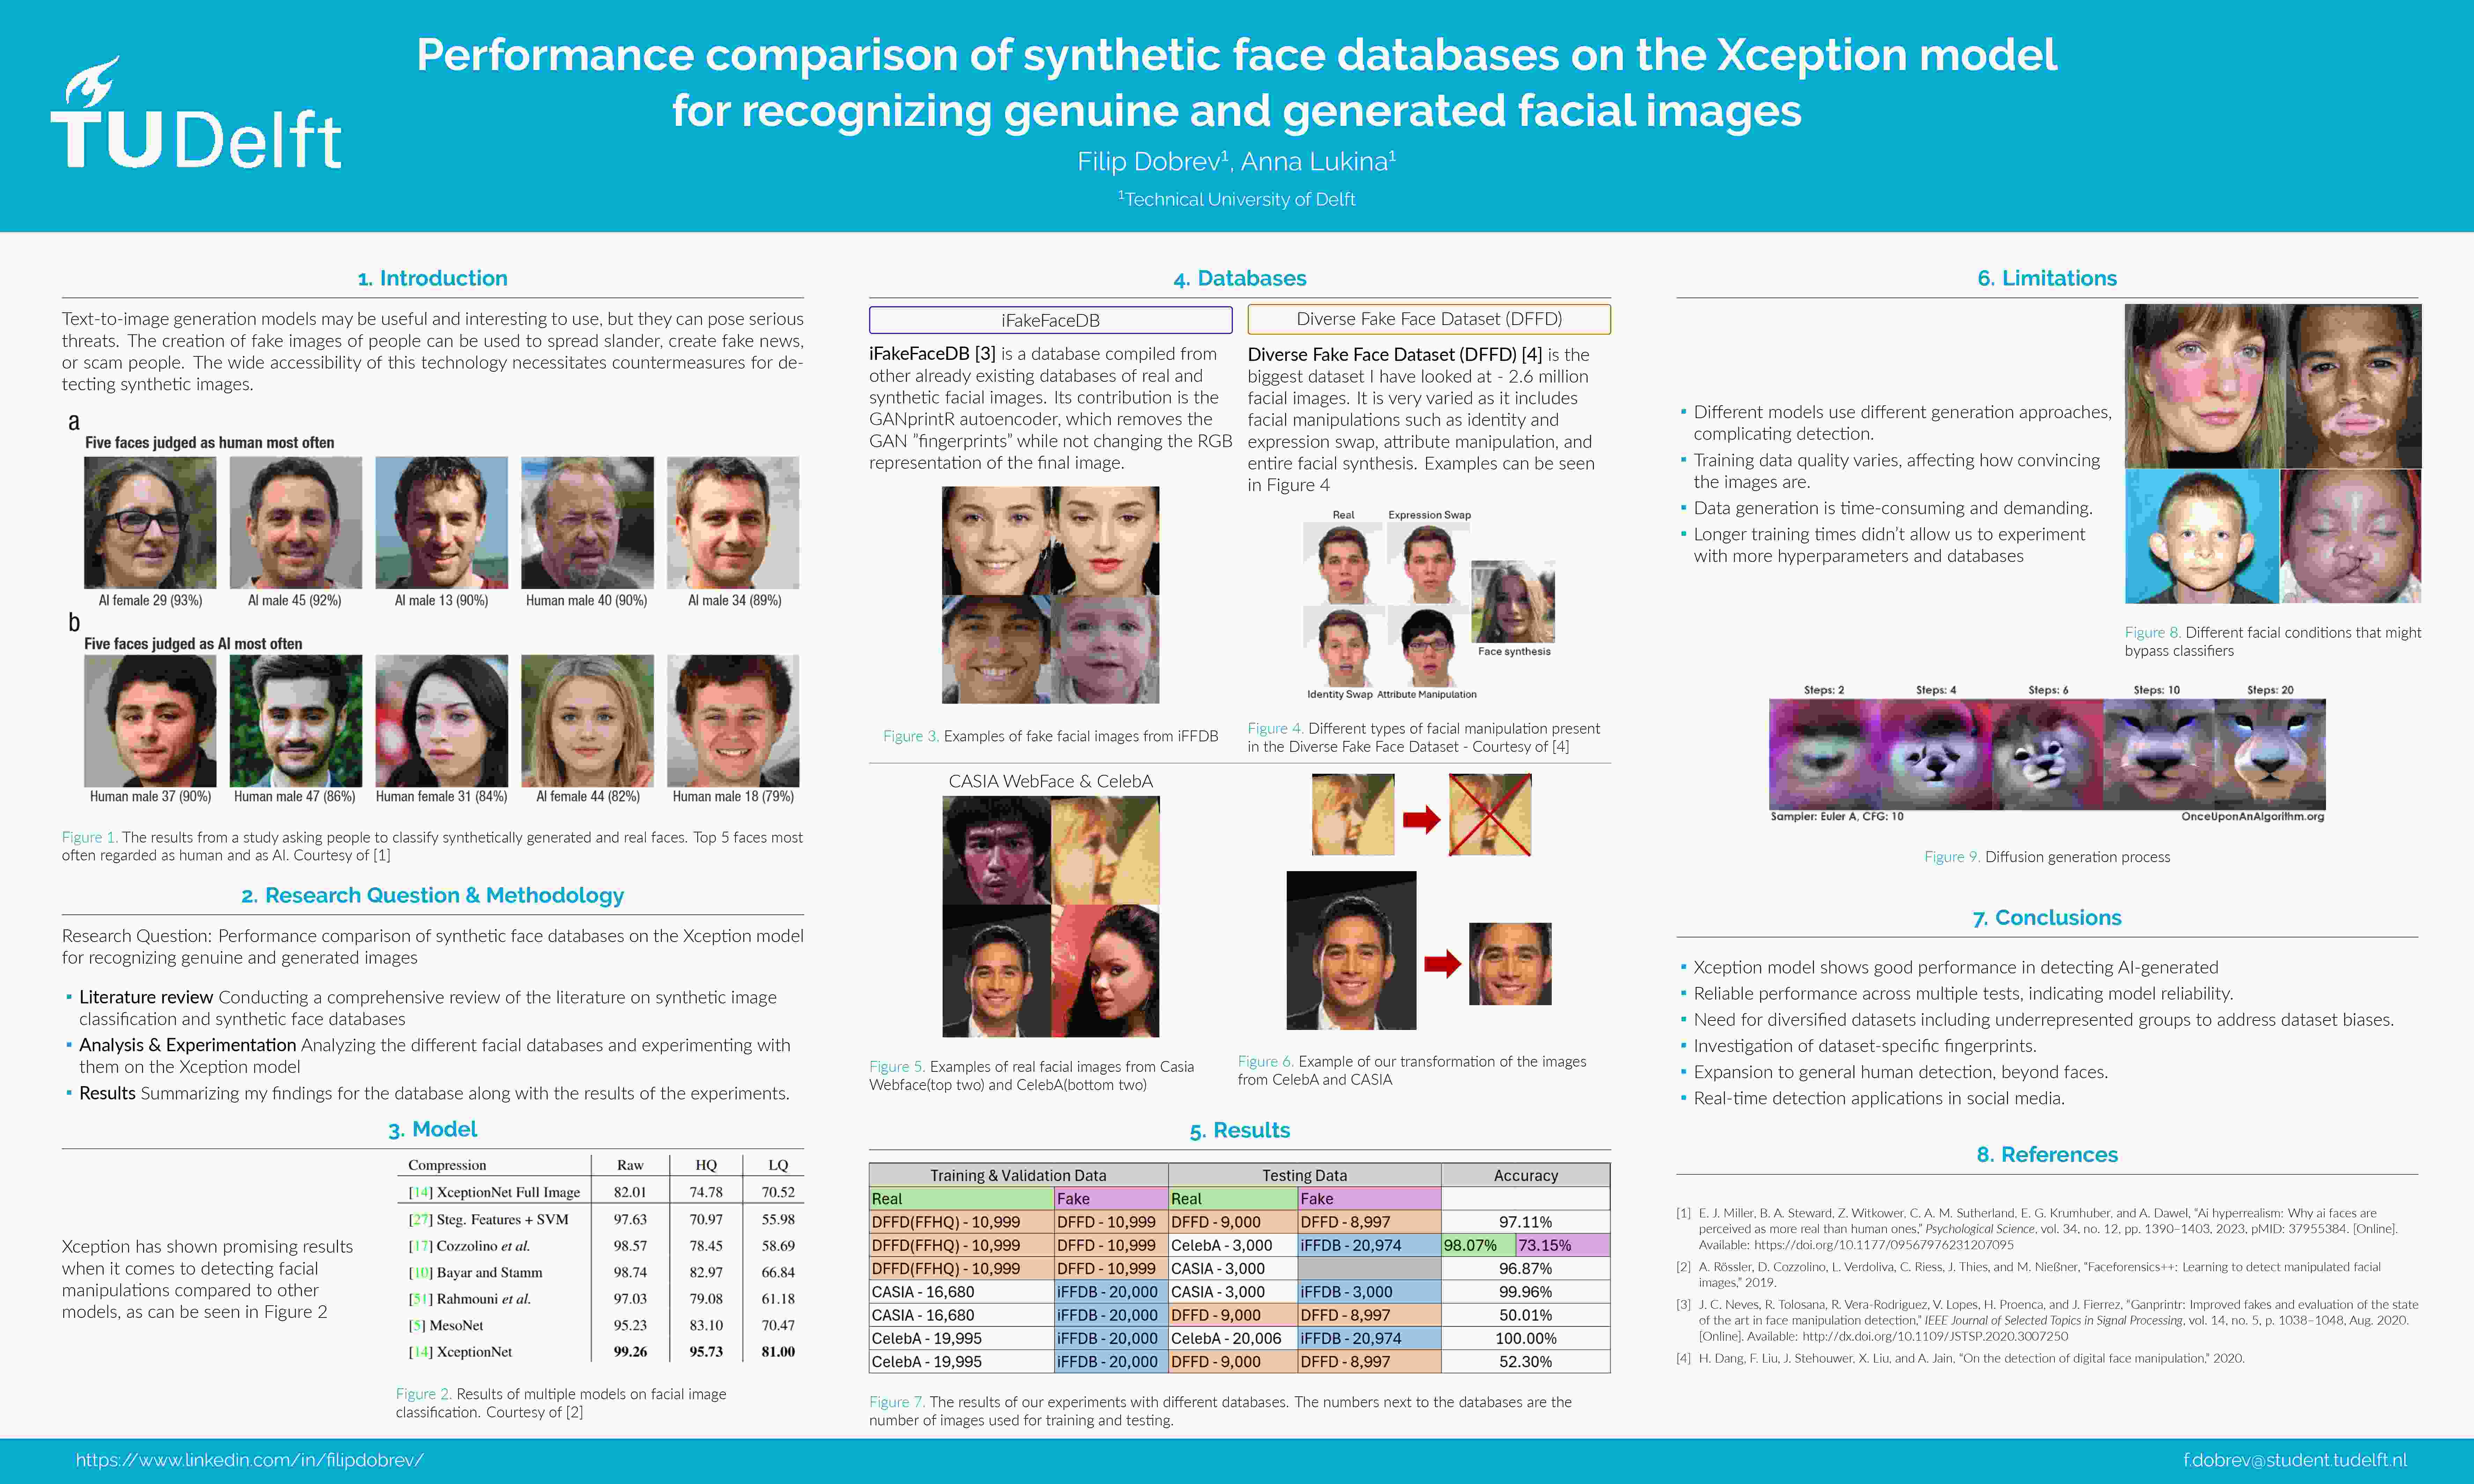 Performance comparison of synthetic face databases on the Xception model
for recognizing genuine and generated facial images
Filip Dobrev¹, Anna Lukina¹
¹Technical University of Delft
TUDelft
1. Introduction
Text-to-image generation models may be useful and interesting to use, but they can pose serious
threats. The creation of fake images of people can be used to spread slander, create fake news,
or scam people. The wide accessibility of this technology necessitates countermeasures for de-
tecting synthetic images.
a
Five faces judged as human most often
AI female 29 (93%) AI male 45 (92%) AI male 13 (90%) Human male 40 (90%) AI male 34 (89%)
b
Five faces judged as AI most often
Human male 37 (90%) Human male 47 (86%) Human female 31 (84%) AI female 44 (82%) Human male 18 (79%)
Figure 1. The results from a study asking people to classify synthetically generated and real faces. Top 5 faces most
often regarded as human and as AI. Courtesy of [1]
2. Research Question & Methodology
Research Question: Performance comparison of synthetic face databases on the Xception model
for recognizing genuine and generated images
▪ Literature review Conducting a comprehensive review of the literature on synthetic image
classification and synthetic face databases
▪ Analysis & Experimentation Analyzing the different facial databases and experimenting with
them on the Xception model
▪ Results Summarizing my findings for the database along with the results of the experiments.
3. Model
Xception has shown promising results
when it comes to detecting facial
manipulations compared to other
models, as can be seen in Figure 2
Compression Raw HQ LQ
[14] XceptionNet Full Image 82.01 74.78 70.52
[27] Steg. Features + SVM 97.63 70.97 55.98
[17] Cozzolino et al. 98.57 78.45 58.69
[10] Bayar and Stamm 98.74 82.97 66.84
[51] Rahmouni et al. 97.03 79.08 61.18
[5] MesoNet 95.23 83.10 70.47
[14] XceptionNet 99.26 95.73 81.00
Figure 2. Results of multiple models on facial image
classification. Courtesy of [2]
4. Databases
iFakeFaceDB
iFakeFaceDB [3] is a database compiled from
other already existing databases of real and
synthetic facial images. Its contribution is the
GANprintR autoencoder, which removes the
GAN ”fingerprints” while not changing the RGB
representation of the final image.
Figure 3. Examples of fake facial images from iFFDB
Diverse Fake Face Dataset (DFFD)
Diverse Fake Face Dataset (DFFD) [4] is the
biggest dataset I have looked at - 2.6 million
facial images. It is very varied as it includes
facial manipulations such as identity and
expression swap, attribute manipulation, and
entire facial synthesis. Examples can be seen
in Figure 4
Real Expression Swap
Face synthesis
Identity Swap Attribute Manipulation
Figure 4. Different types of facial manipulation present
in the Diverse Fake Face Dataset - Courtesy of [4]
CASIA WebFace & CelebA
Figure 5. Examples of real facial images from Casia
Webface(top two) and CelebA(bottom two)
Figure 6. Example of our transformation of the images
from CelebA and CASIA
5. Results
Training & Validation Data Testing Data Accuracy
Real Fake Real Fake
DFFD(FFHQ) - 10,999 DFFD - 10,999 DFFD - 9,000 DFFD - 8,997 97.11%
DFFD(FFHQ) - 10,999 DFFD - 10,999 CelebA - 3,000 iFFDB - 20,974 98.07% 73.15%
DFFD(FFHQ) - 10,999 DFFD - 10,999 CASIA - 3,000 96.87%
CASIA - 16,680 iFFDB - 20,000 CASIA - 3,000 iFFDB - 3,000 99.96%
CASIA - 16,680 iFFDB - 20,000 DFFD - 9,000 DFFD - 8,997 50.01%
CelebA - 19,995 iFFDB - 20,000 CelebA - 20,006 iFFDB - 20,974 100.00%
CelebA - 19,995 iFFDB - 20,000 DFFD - 9,000 DFFD - 8,997 52.30%
Figure 7. The results of our experiments with different databases. The numbers next to the databases are the
number of images used for training and testing.
6. Limitations
▪ Different models use different generation approaches,
complicating detection.
▪ Training data quality varies, affecting how convincing
the images are.
▪ Data generation is time-consuming and demanding.
▪ Longer training times didn’t allow us to experiment
with more hyperparameters and databases
Figure 8. Different facial conditions that might
bypass classifiers
Steps: 2 Steps: 4 Steps: 6 Steps: 10 Steps: 20
Sampler: Euler A, CFG: 10 OnceUponAnAlgorithm.org
Figure 9. Diffusion generation process
7. Conclusions
▪ Xception model shows good performance in detecting AI-generated
▪ Reliable performance across multiple tests, indicating model reliability.
▪ Need for diversified datasets including underrepresented groups to address dataset biases.
▪ Investigation of dataset-specific fingerprints.
▪ Expansion to general human detection, beyond faces.
▪ Real-time detection applications in social media.
8. References
[1] E. J. Miller, B. A. Steward, Z. Witkower, C. A. M. Sutherland, E. G. Krumhuber, and A. Dawel, “Ai hyperrealism: Why ai faces are
perceived as more real than human ones,” Psychological Science, vol. 34, no. 12, pp. 1390–1403, 2023, pMID: 37955384. [Online].
Available: https://doi.org/10.1177/09567976231207095
[2] A. Rössler, D. Cozzolino, L. Verdoliva, C. Riess, J. Thies, and M. Nießner, “Faceforensics++: Learning to detect manipulated facial
images,” 2019.
[3] J. C. Neves, R. Tolosana, R. Vera-Rodriguez, V. Lopes, H. Proenca, and J. Fierrez, “Ganprintr: Improved fakes and evaluation of the state
of the art in face manipulation detection,” IEEE Journal of Selected Topics in Signal Processing, vol. 14, no. 5, p. 1038–1048, Aug. 2020.
[Online]. Available: http://dx.doi.org/10.1109/JSTSP.2020.3007250
[4] H. Dang, F. Liu, J. Stehouwer, X. Liu, and A. Jain, “On the detection of digital face manipulation,” 2020.
https://www.linkedin.com/in/filipdobrev/
f.dobrev@student.tudelft.nl